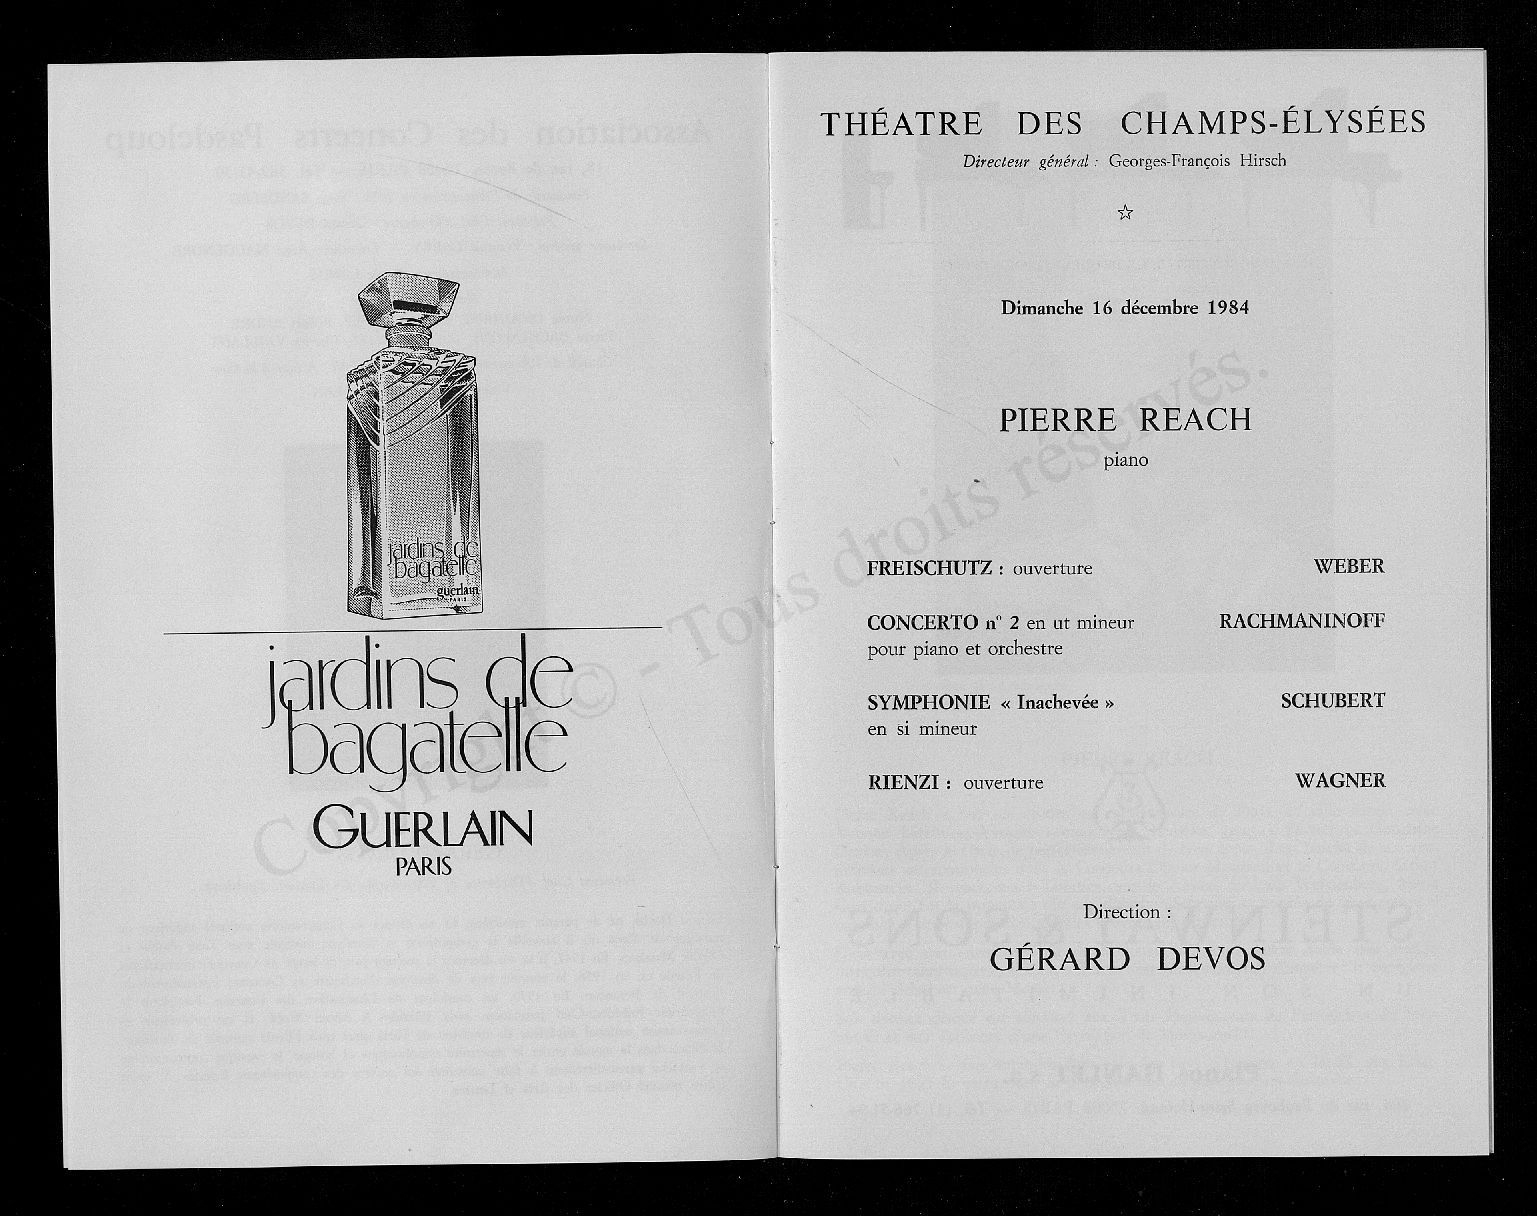 jardins de
bagatelle
guerlain
PARIS
jardins de
bagatelle
GUERLAIN
PARIS
THÉATRE DES CHAMPS-ÉLYSÉES
Directeur général : Georges-François Hirsch
Dimanche 16 décembre 1984
PIERRE REACH
piano
FREISCHUTZ : ouverture WEBER
CONCERTO n° 2 en ut mineur RACHMANINOFF
pour piano et orchestre
SYMPHONIE « Inachevée » SCHUBERT
en si mineur
RIENZI : ouverture WAGNER
Direction :
GÉRARD DEVOS
Copyright © - Tous droits réservés.